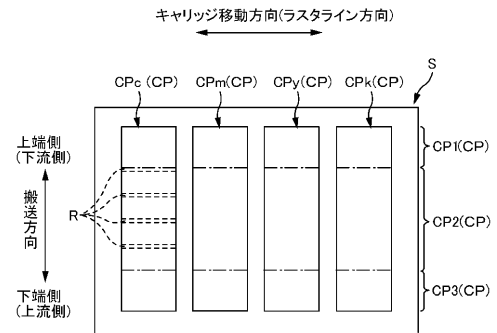 キャリッジ移動方向(ラスタライン方向)
S
CPc (CP) CPm(CP) CPy(CP) CPk(CP)
上端側
(下流側)
CP1(CP)
搬送方向
R
CP2(CP)
下端側
(上流側)
CP3(CP)